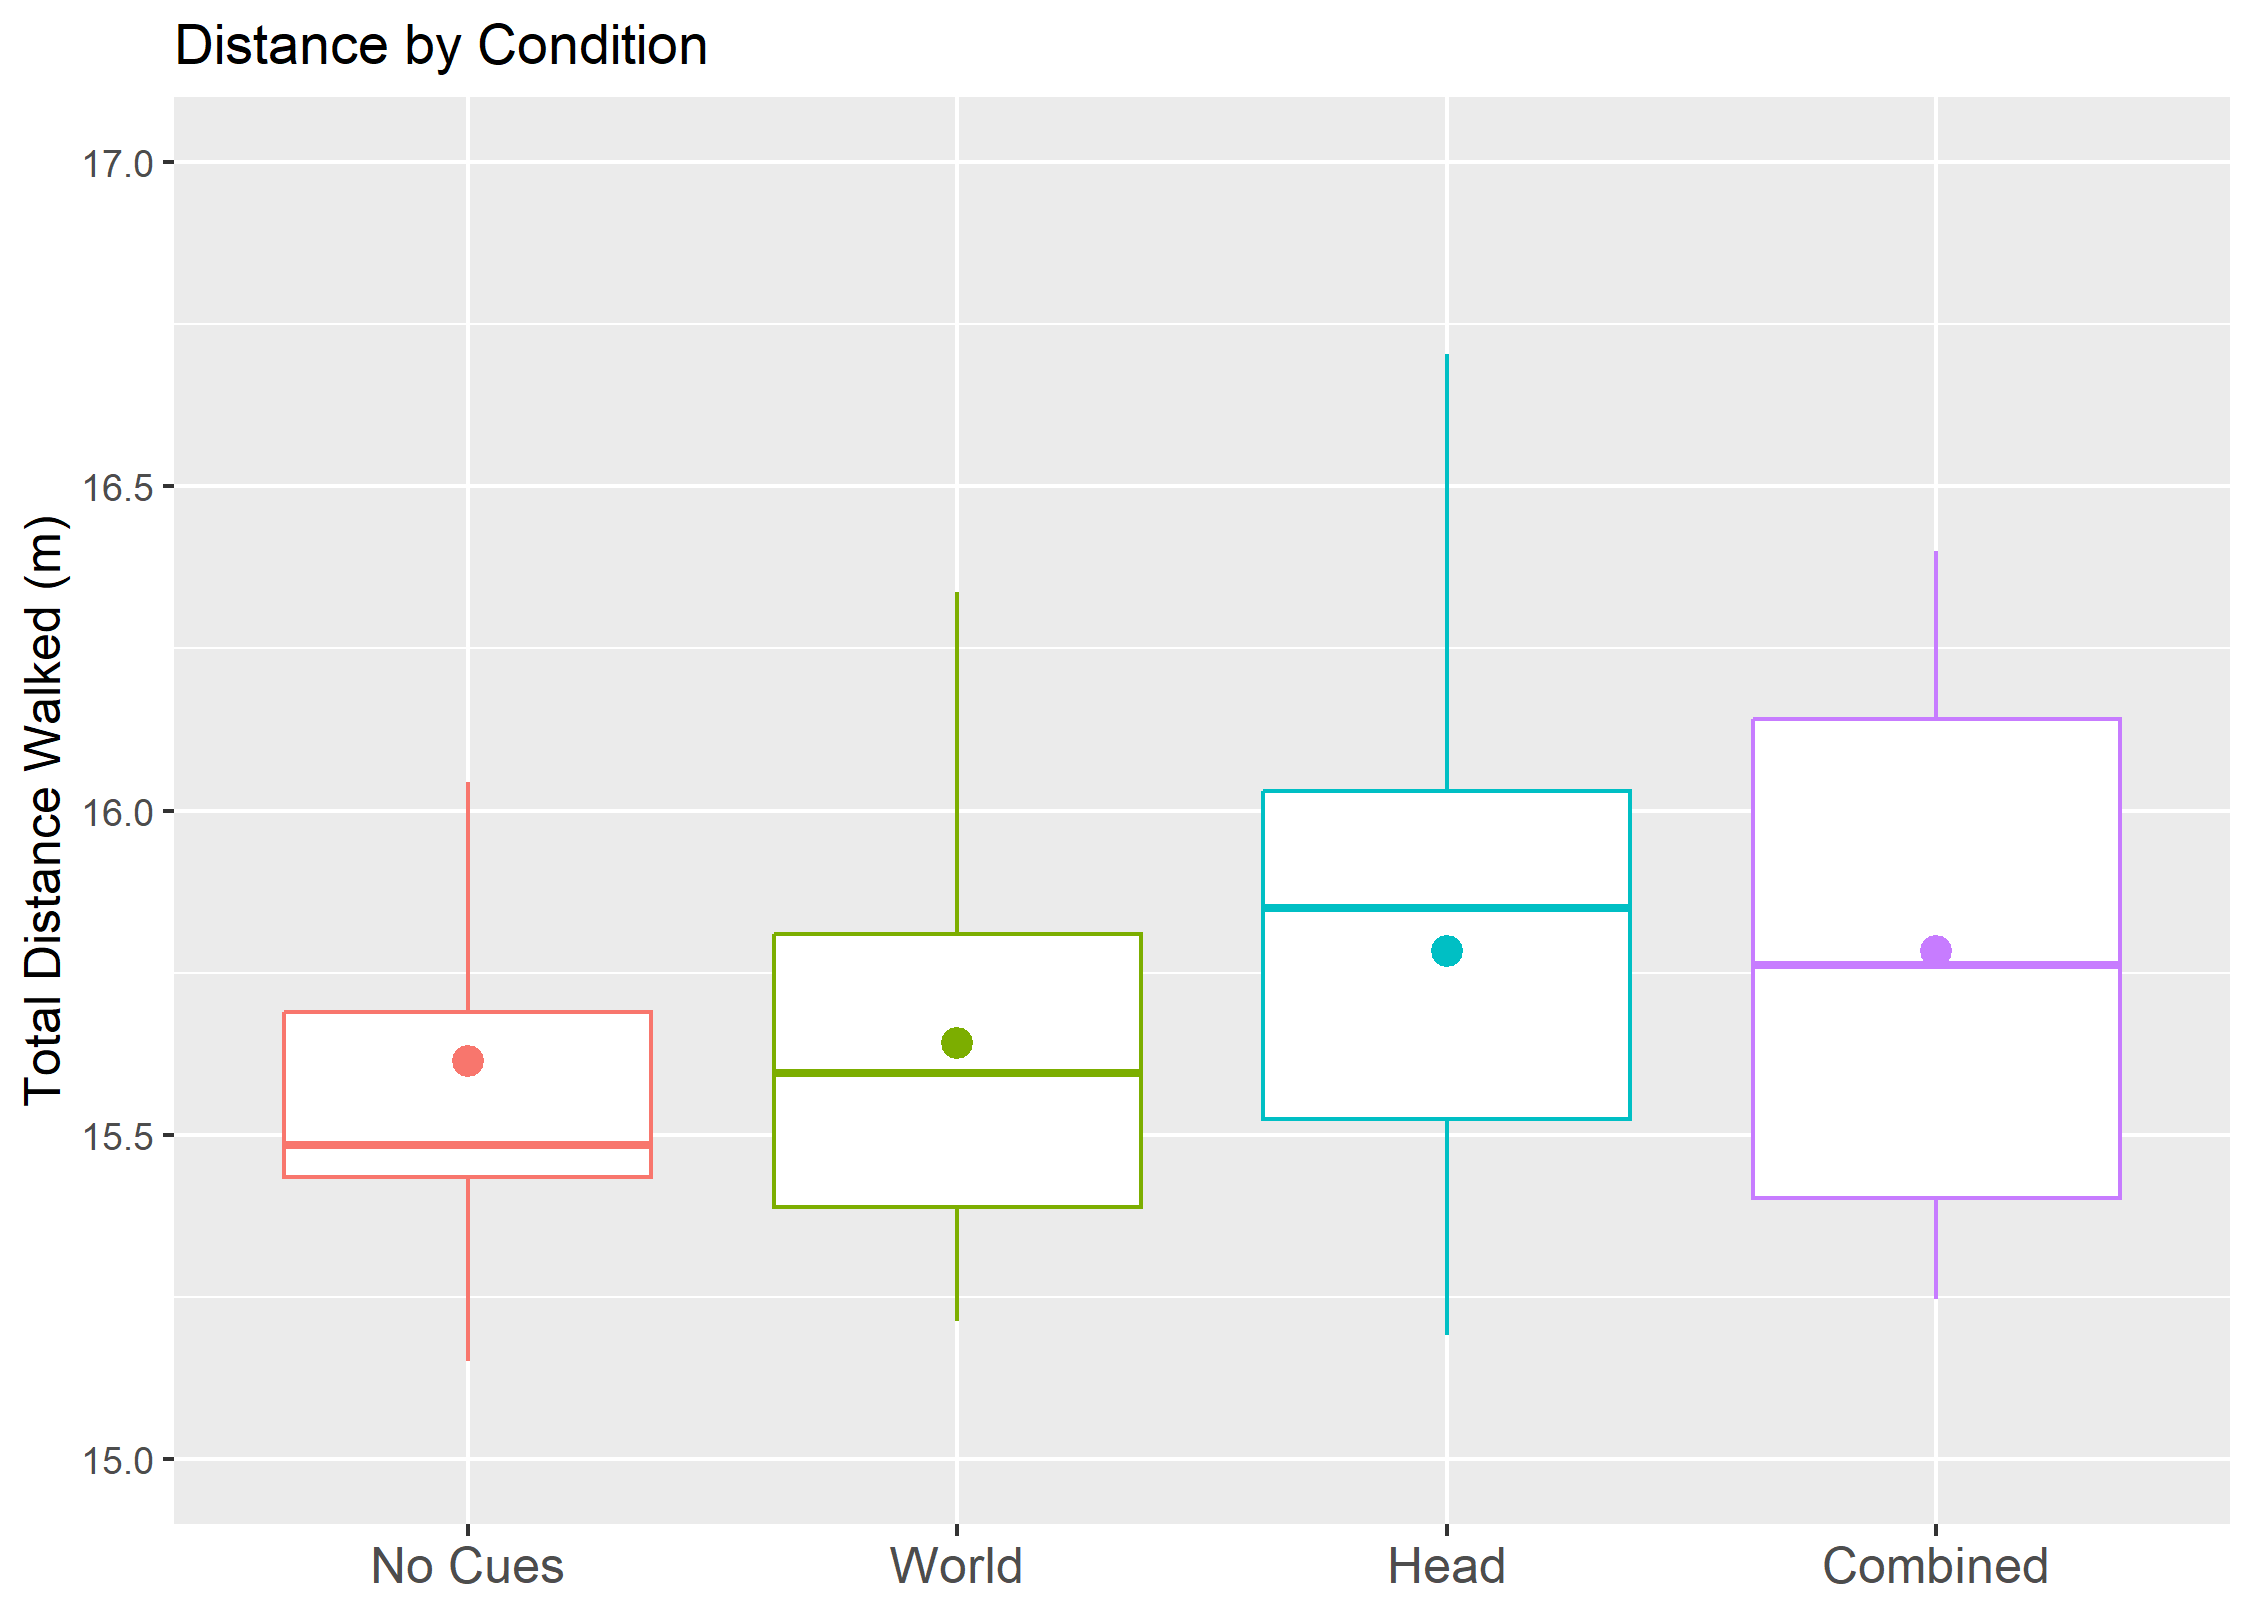 Distance by Condition
Total Distance Walked (m)
17.0
16.5
16.0
15.5
15.0
No Cues
World
Head
Combined